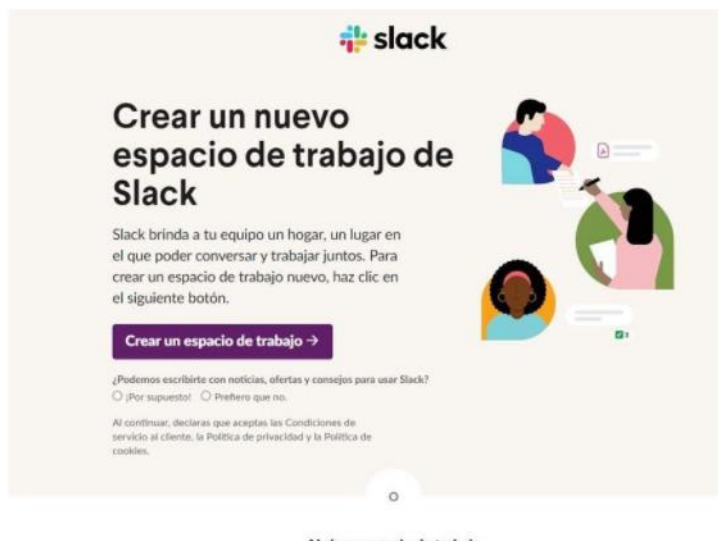 slack
Crear un nuevo
espacio de trabajo de
Slack
Slack brinda a tu equipo un hogar, un lugar en
el que poder conversar y trabajar juntos. Para
crear un espacio de trabajo nuevo, haz clic en
el siguiente botón.
Crear un espacio de trabajo →
¿Podemos escribirte con noticias, ofertas y consejos para usar Slack?
¡Por supuesto! Prefiero que no.
Al continuar, declaras que aceptas las Condiciones de
servicio al cliente, la Política de privacidad y la Política de
cookies.
o